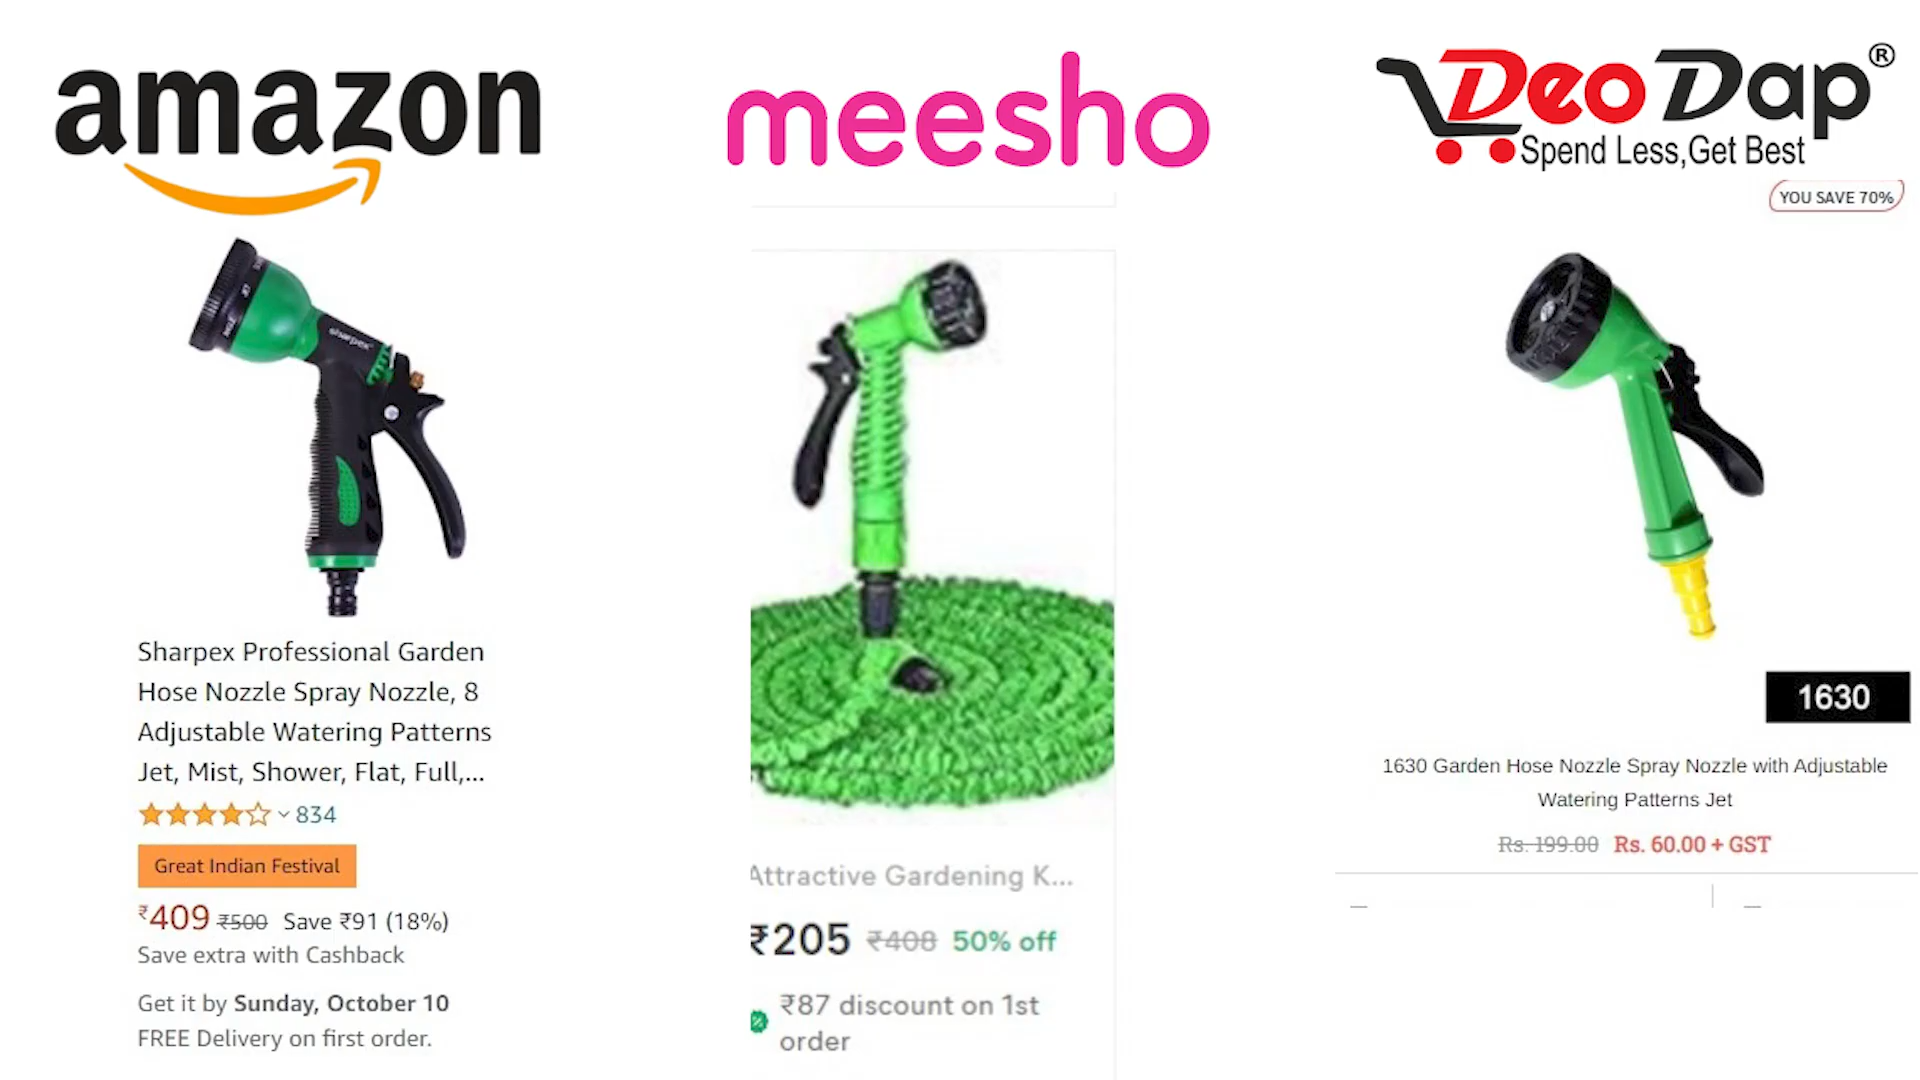 amazon
Sharpex Professional Garden
Hose Nozzle Spray Nozzle, 8
Adjustable Watering Patterns
Jet, Mist, Shower, Flat, Full,...
834
Great Indian Festival
₹409 ₹500 Save ₹91 (18%)
Save extra with Cashback
Get it by Sunday, October 10
FREE Delivery on first order.
meesho
Attractive Gardening K...
₹205 ₹408 50% off
₹87 discount on 1st
order
DeoDap®
Spend Less,Get Best
YOU SAVE 70%
1630
1630 Garden Hose Nozzle Spray Nozzle with Adjustable
Watering Patterns Jet
Rs. 199.00 Rs. 60.00 + GST